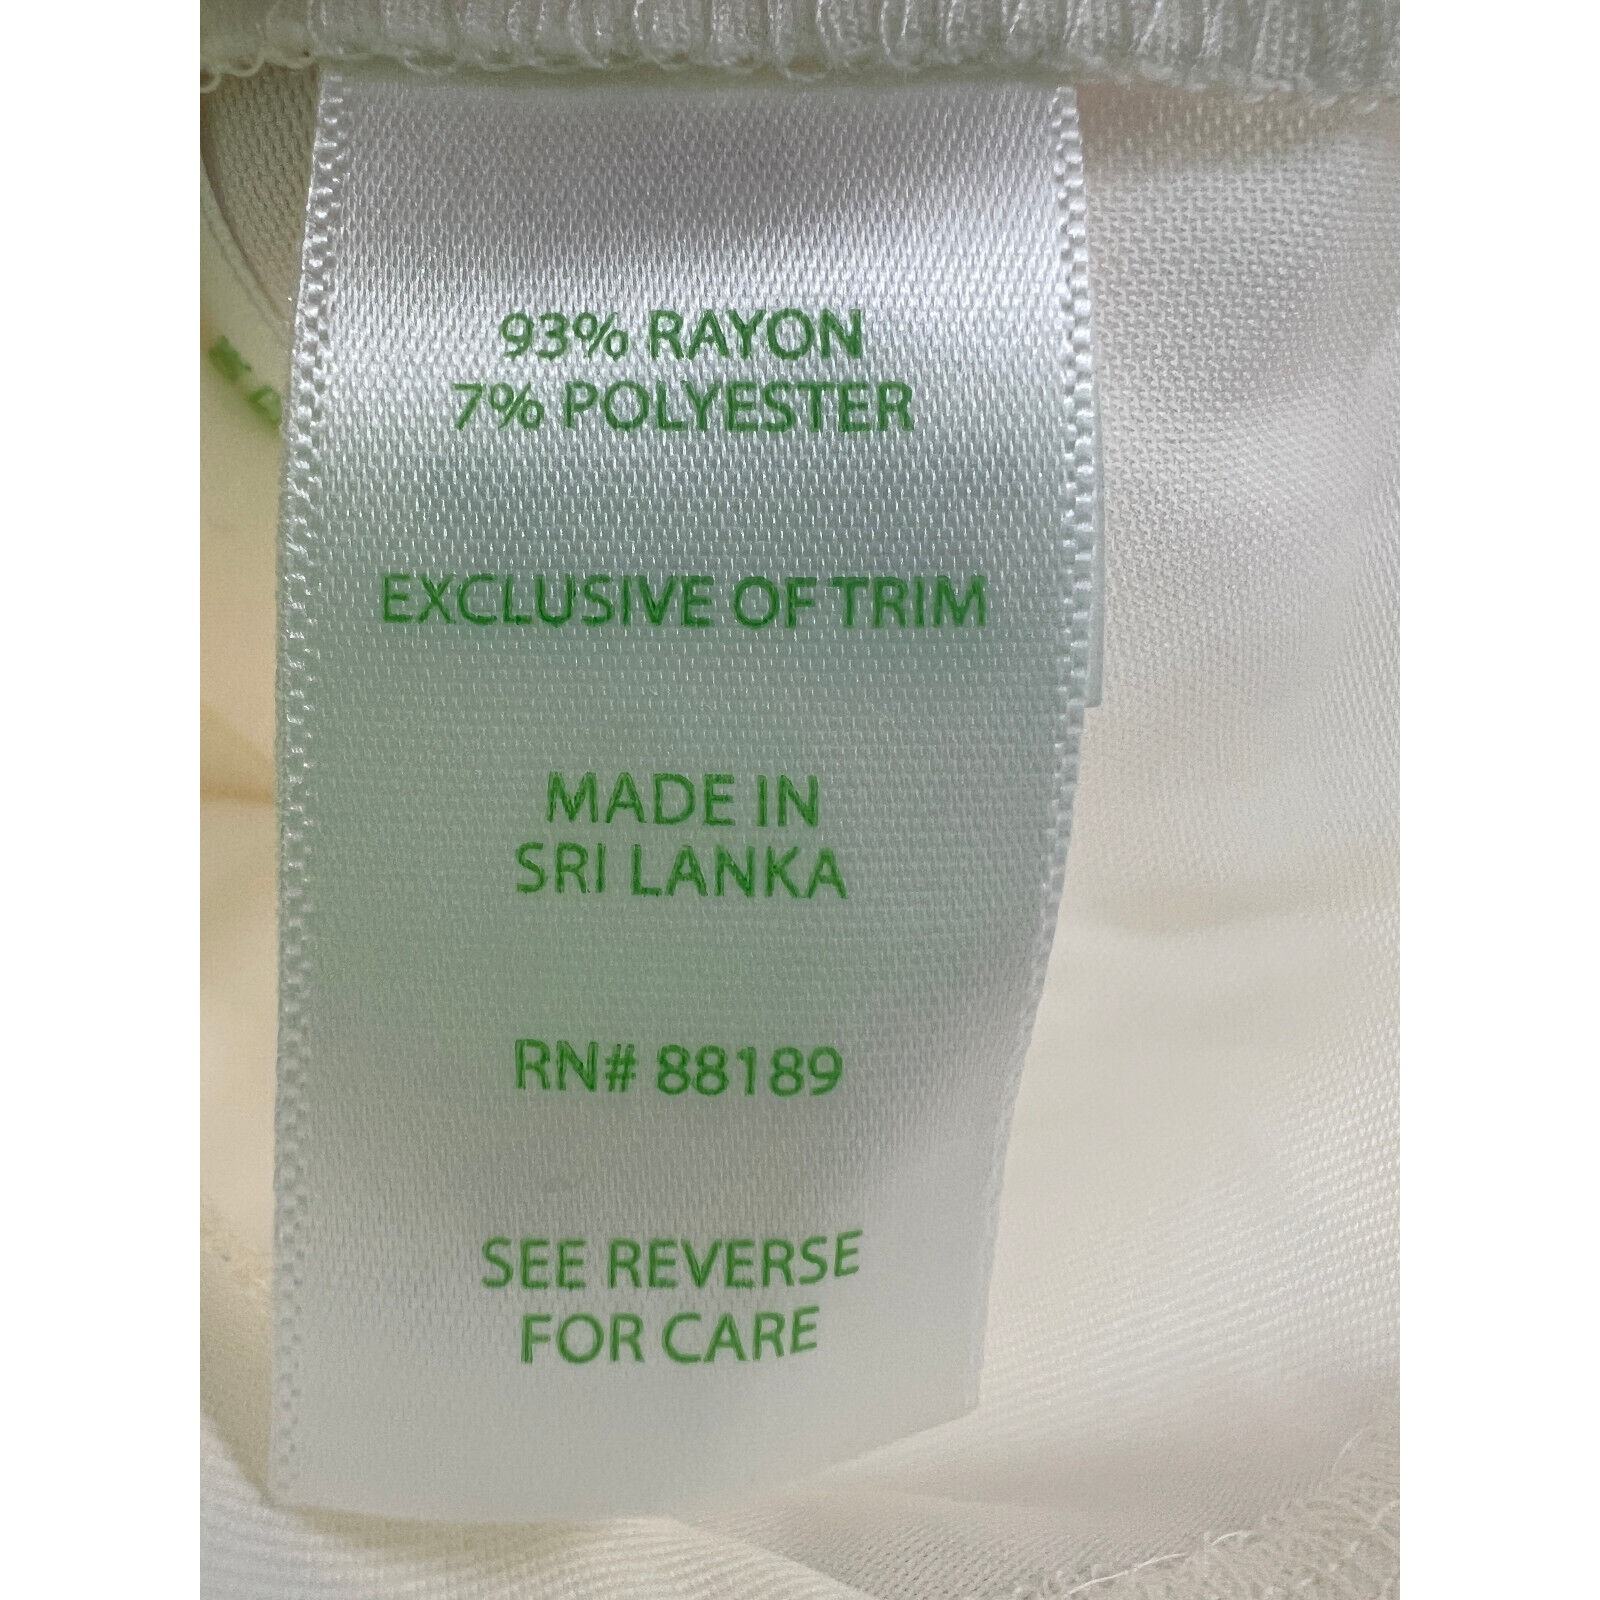 93% RAYON
7% POLYESTER
EXCLUSIVE OF TRIM
MADE IN
SRI LANKA
RN# 88189
SEE REVERSE
FOR CARE